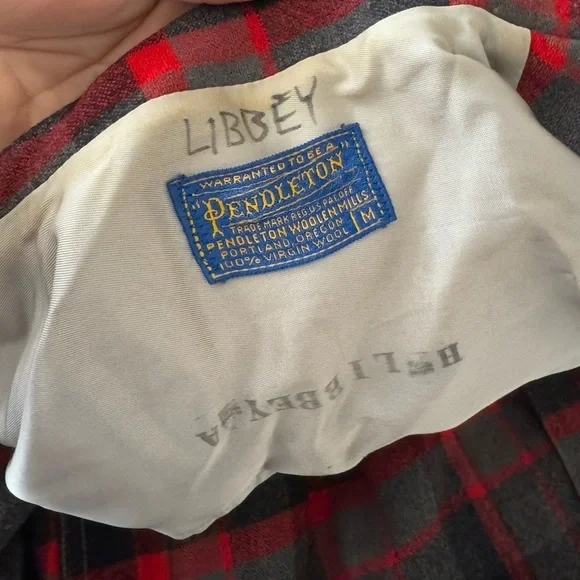 LIBBEY
WARRANTED TO BE A
"PENDLETON"
TRADE MARK REG. U.S. PAT. OFF.
PENDLETON WOOLEN MILLS
PORTLAND, OREGON
100% VIRGIN WOOL
M